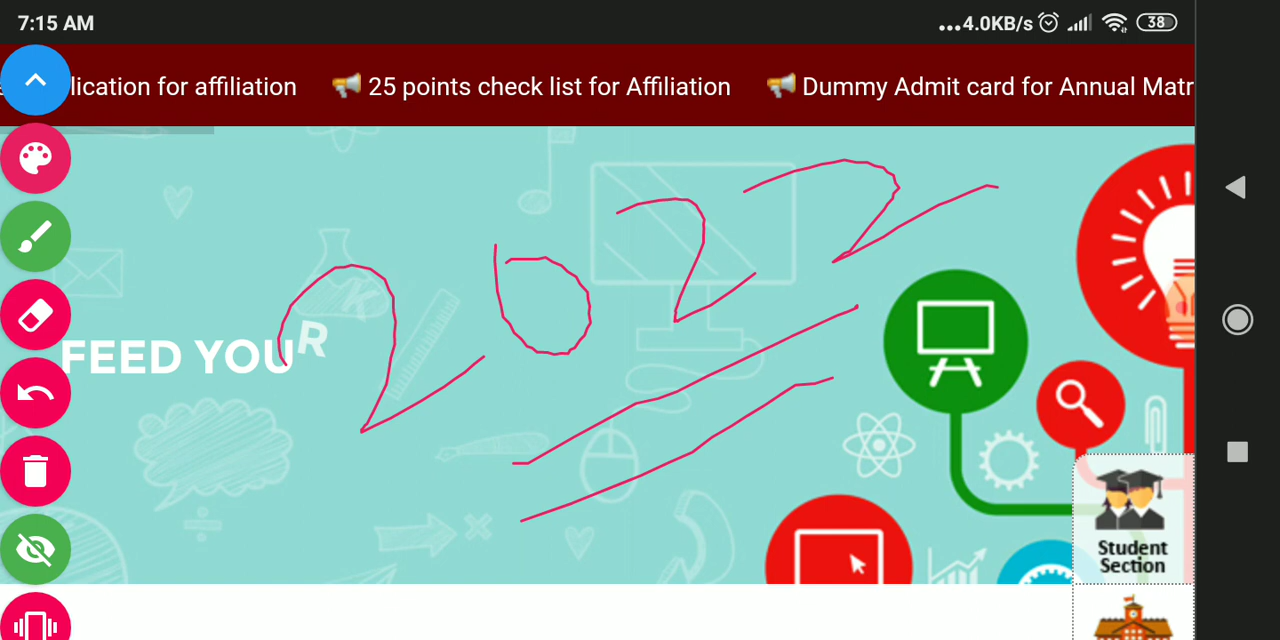 7:15 AM ...4.0KB/s 38
lication for affiliation 25 points check list for Affiliation Dummy Admit card for Annual Matr
2022
FEED YOUR
Student
Section